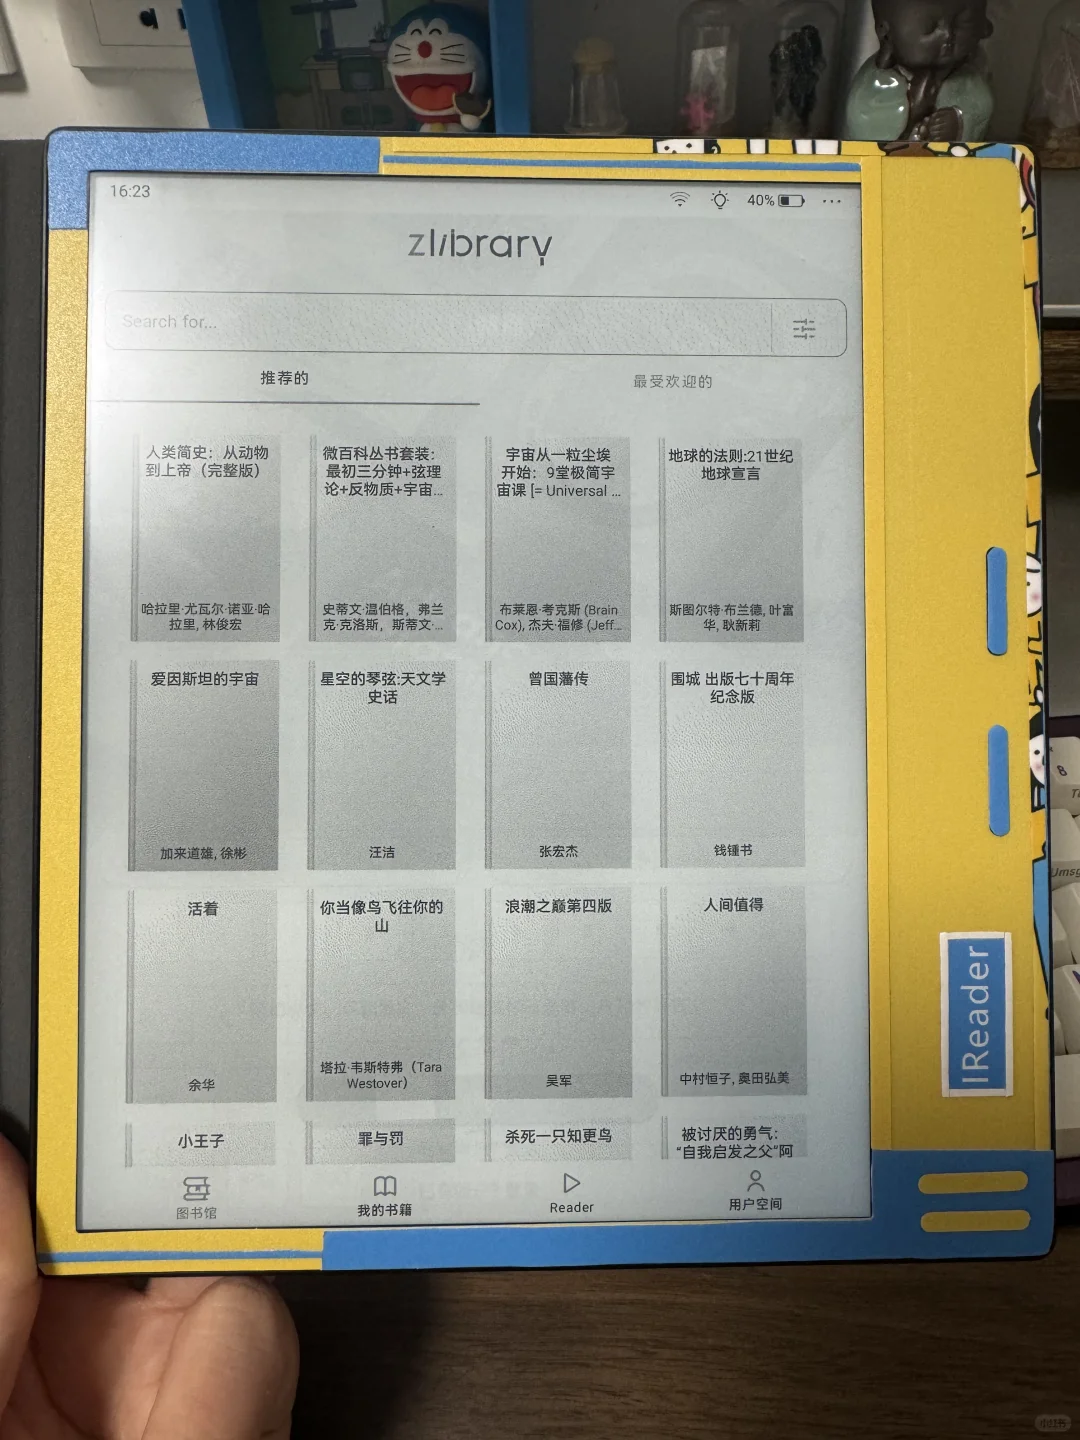 16:23
40%
zlibrary
Search for...
推荐的
最受欢迎的
人类简史：从动物
到上帝（完整版）
哈拉里·尤瓦尔·诺亚·哈
拉里, 林俊宏
微百科丛书套装：
最初三分钟+弦理
论+反物质+宇宙...
史蒂文·温伯格，弗兰
克·克洛斯，斯蒂文·...
宇宙从一粒尘埃
开始：9堂极简宇
宙课 [= Universal ...
布莱恩·考克斯 (Brain
Cox), 杰夫·福修 (Jeff...
地球的法则:21世纪
地球宣言
斯图尔特·布兰德, 叶富
华, 耿新莉
爱因斯坦的宇宙
加来道雄, 徐彬
星空的琴弦:天文学
史话
汪洁
曾国藩传
张宏杰
围城 出版七十周年
纪念版
钱锺书
活着
余华
你当像鸟飞往你的
山
塔拉·韦斯特弗（Tara
Westover）
浪潮之巅第四版
吴军
人间值得
中村恒子, 奥田弘美
小王子
罪与罚
杀死一只知更鸟
被讨厌的勇气：
“自我启发之父”阿
图书馆
我的书籍
Reader
用户空间
IReader
8